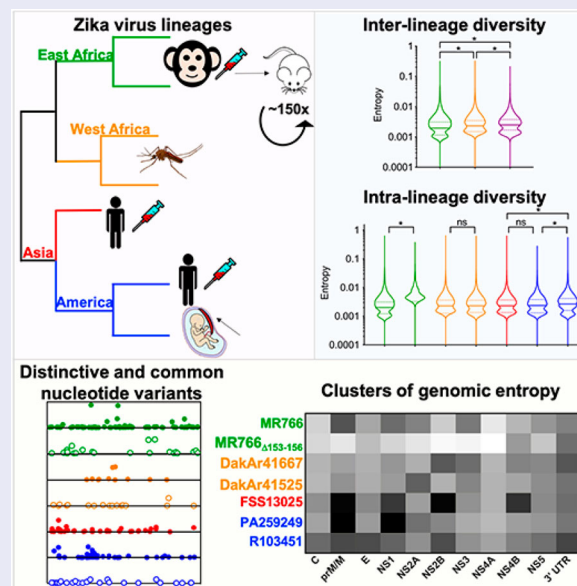 Zika virus lineages
East Africa
~150x
West Africa
Asia
America
Inter-lineage diversity
Entropy
1
0.1
0.01
0.001
0.0001
* * *
Intra-lineage diversity
Entropy
1
0.1
0.01
0.001
0.0001
* ns ns * *
Distinctive and common
nucleotide variants
Clusters of genomic entropy
MR766
MR766Δ153-156
DakAr41667
DakAr41525
FSS13025
PA259249
R103451
C prM/M E NS1 NS2A NS2B NS3 NS4A NS4B NS5 3' UTR